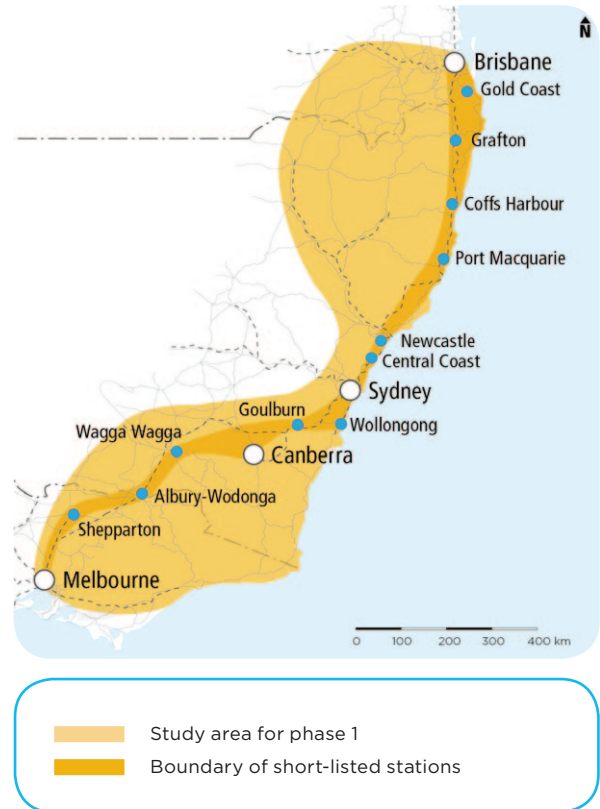 N
Brisbane
Gold Coast
Grafton
Coffs Harbour
Port Macquarie
Newcastle
Central Coast
Sydney
Goulburn
Wollongong
Wagga Wagga
Canberra
Albury-Wodonga
Shepparton
Melbourne
0 100 200 300 400 km
Study area for phase 1
Boundary of short-listed stations